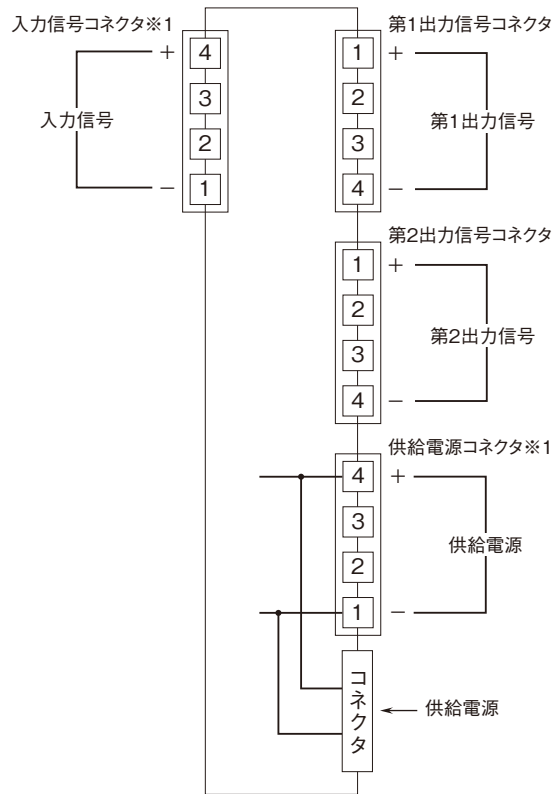 入力信号コネクタ※1
+
4
3
2
1
−
入力信号
第1出力信号コネクタ
1
+
2
3
4
−
第1出力信号
第2出力信号コネクタ
1
+
2
3
4
−
第2出力信号
供給電源コネクタ※1
4
+
3
2
1
−
供給電源
コネクタ
供給電源